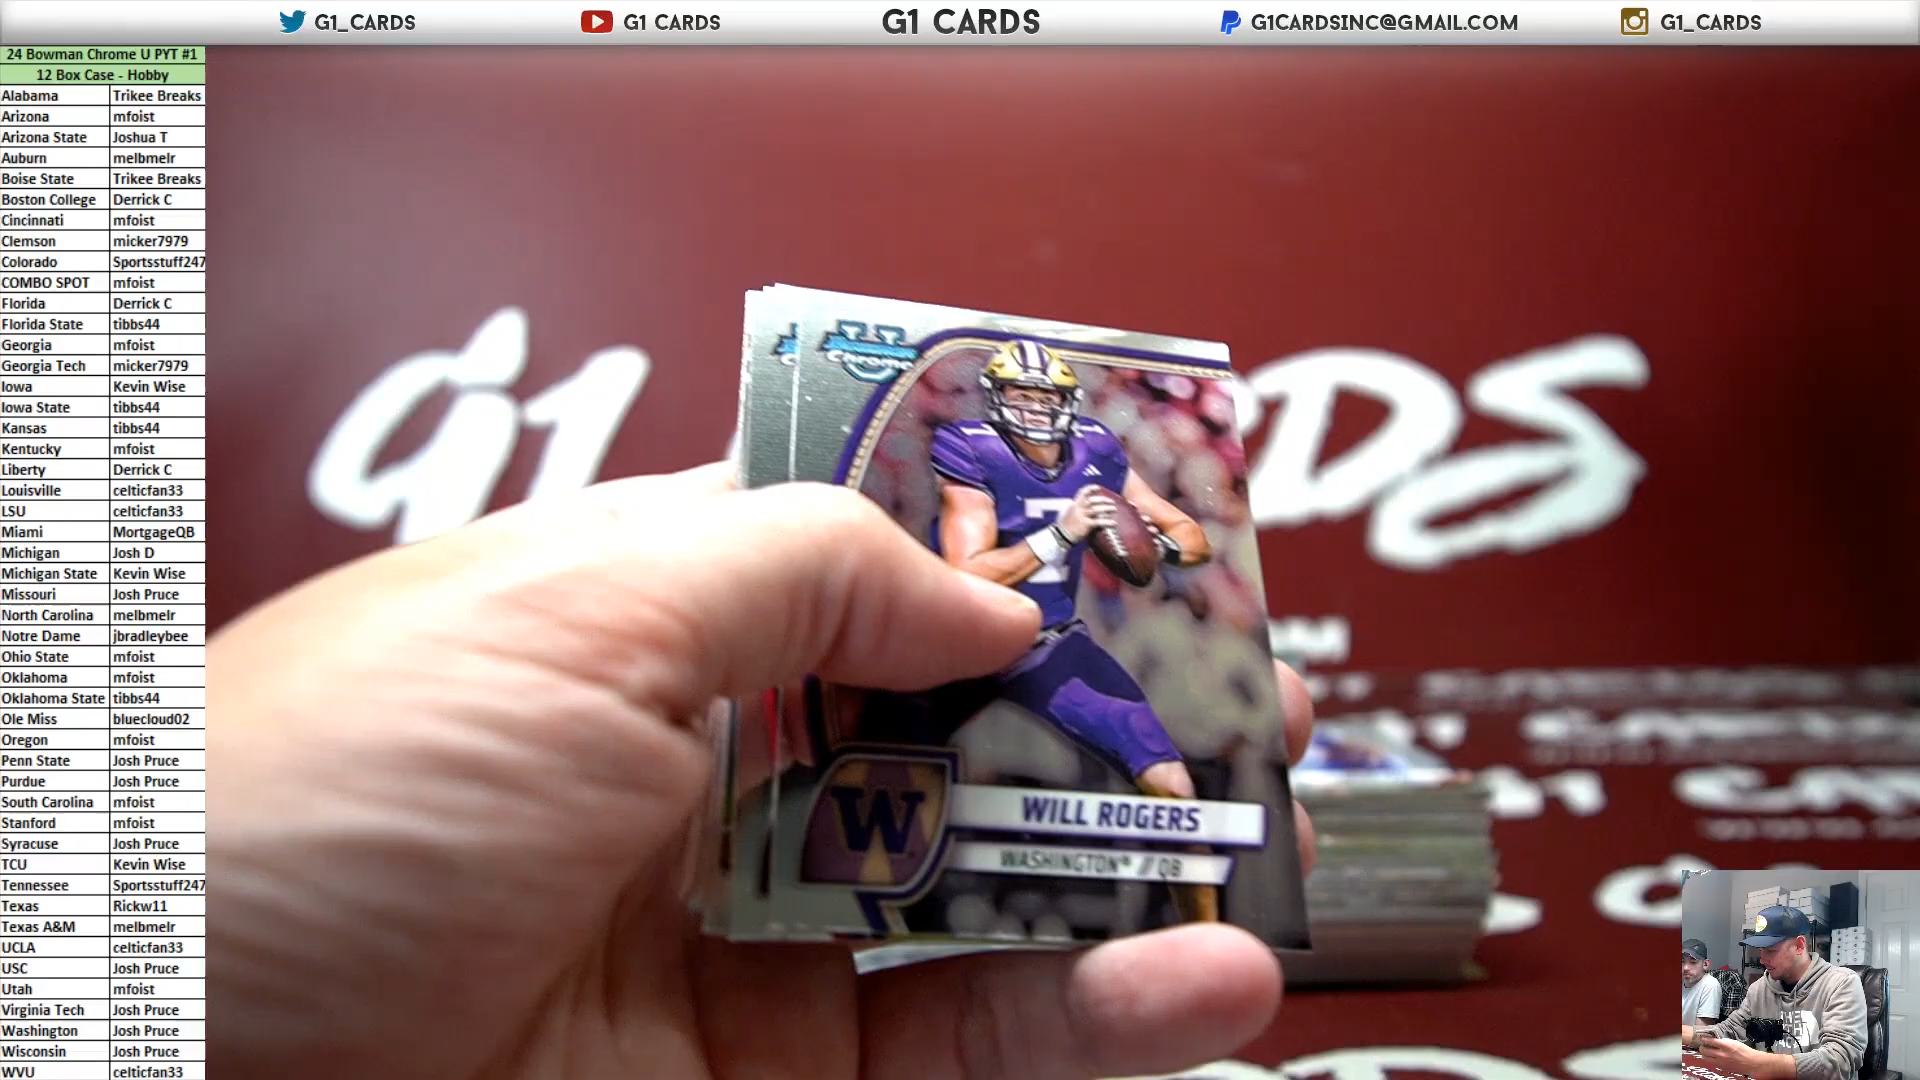 G1_CARDS G1 CARDS G1 CARDS G1CARDSINC@GMAIL.COM G1_CARDS
24 Bowman Chrome U PYT #1
12 Box Case - Hobby
Alabama Trikee Breaks
Arizona mfoist
Arizona State Joshua T
Auburn melbmelr
Boise State Trikee Breaks
Boston College Derrick C
Cincinnati mfoist
Clemson micker7979
Colorado Sportsstuff247
COMBO SPOT mfoist
Florida Derrick C
Florida State tibbs44
Georgia mfoist
Georgia Tech micker7979
Iowa Kevin Wise
Iowa State tibbs44
Kansas tibbs44
Kentucky mfoist
Liberty Derrick C
Louisville celticfan33
LSU celticfan33
Miami MortgageQB
Michigan Josh D
Michigan State Kevin Wise
Missouri Josh Pruce
North Carolina melbmelr
Notre Dame jbradleybee
Ohio State mfoist
Oklahoma mfoist
Oklahoma State tibbs44
Ole Miss bluecloud02
Oregon mfoist
Penn State Josh Pruce
Purdue Josh Pruce
South Carolina mfoist
Stanford mfoist
Syracuse Josh Pruce
TCU Kevin Wise
Tennessee Sportsstuff247
Texas Rickw11
Texas A&M melbmelr
UCLA celticfan33
USC Josh Pruce
Utah mfoist
Virginia Tech Josh Pruce
Washington Josh Pruce
Wisconsin Josh Pruce
WVU celticfan33
U
Bowman
Chrome
7
W
WILL ROGERS
WASHINGTON // QB